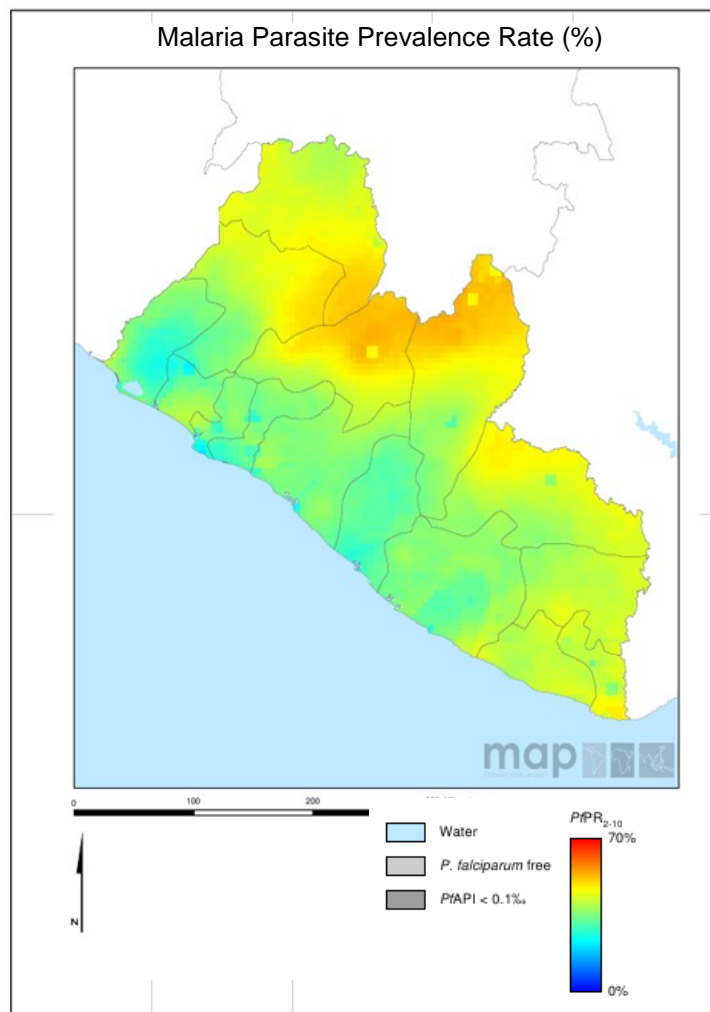 Malaria Parasite Prevalence Rate (%)
map
0 100 200
N
Water
P. falciparum free
PfAPI < 0.1‰
PfPR2-10
70%
0%